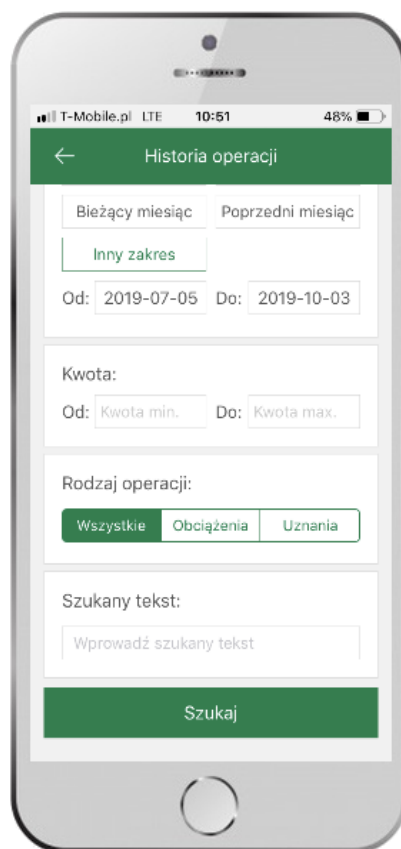 T-Mobile.pl LTE 10:51 48%
Historia operacji
Bieżący miesiąc Poprzedni miesiąc
Inny zakres
Od: 2019-07-05 Do: 2019-10-03
Kwota:
Od: Kwota min. Do: Kwota max.
Rodzaj operacji:
Wszystkie Obciążenia Uznania
Szukany tekst:
Wprowadź szukany tekst
Szukaj